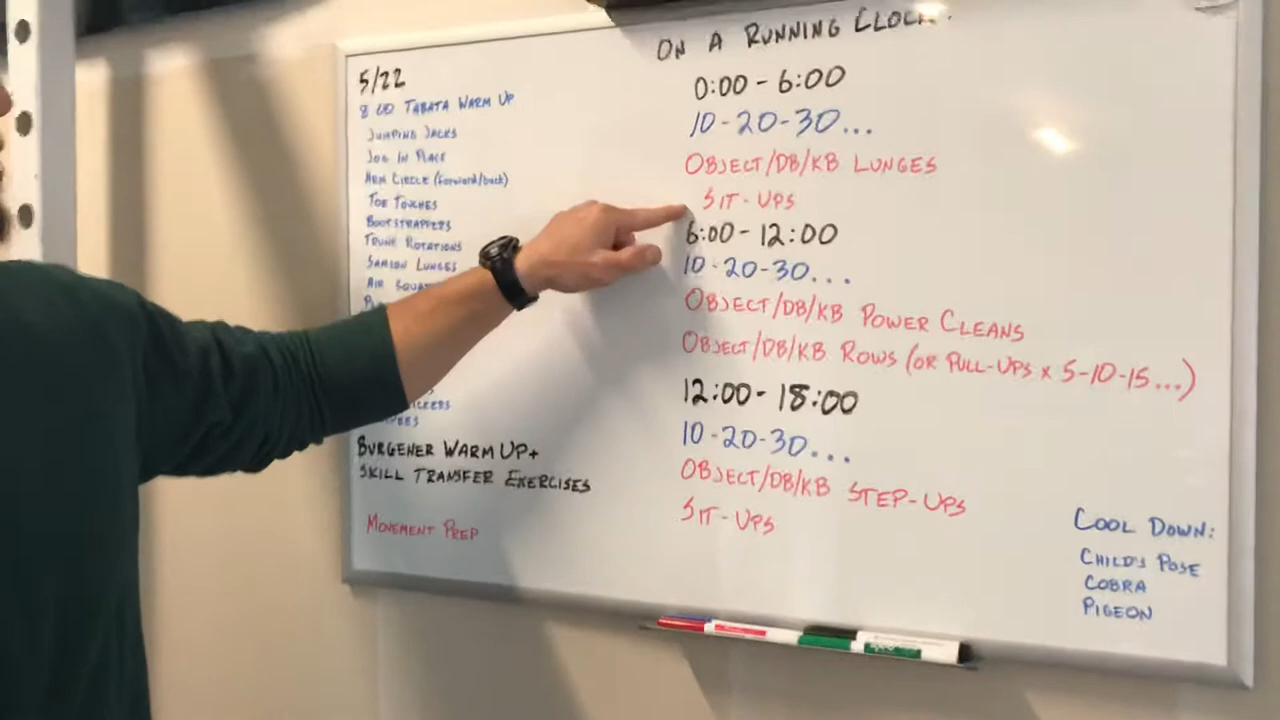 5/22
TABATA WARM UP
JUMPING JACKS
JOG IN PLACE
ARM CIRCLE (forward/back)
TOE TOUCHES
BOOTSTRAPPERS
TRUNK ROTATIONS
SAMSON LUNGES
AIR
BURGENER WARM UP+
SKILL TRANSFER EXERCISES
MOVEMENT PREP
ON A RUNNING CLOCK
0:00 - 6:00
10-20-30...
OBJECT/DB/KB LUNGES
SIT-UPS
6:00 - 12:00
10-20-30...
OBJECT/DB/KB POWER CLEANS
OBJECT/DB/KB ROWS (OR PULL-UPS x 5-10-15...)
12:00 - 18:00
10-20-30...
OBJECT/DB/KB STEP-UPS
SIT-UPS
COOL DOWN:
CHILD'S POSE
COBRA
PIGEON